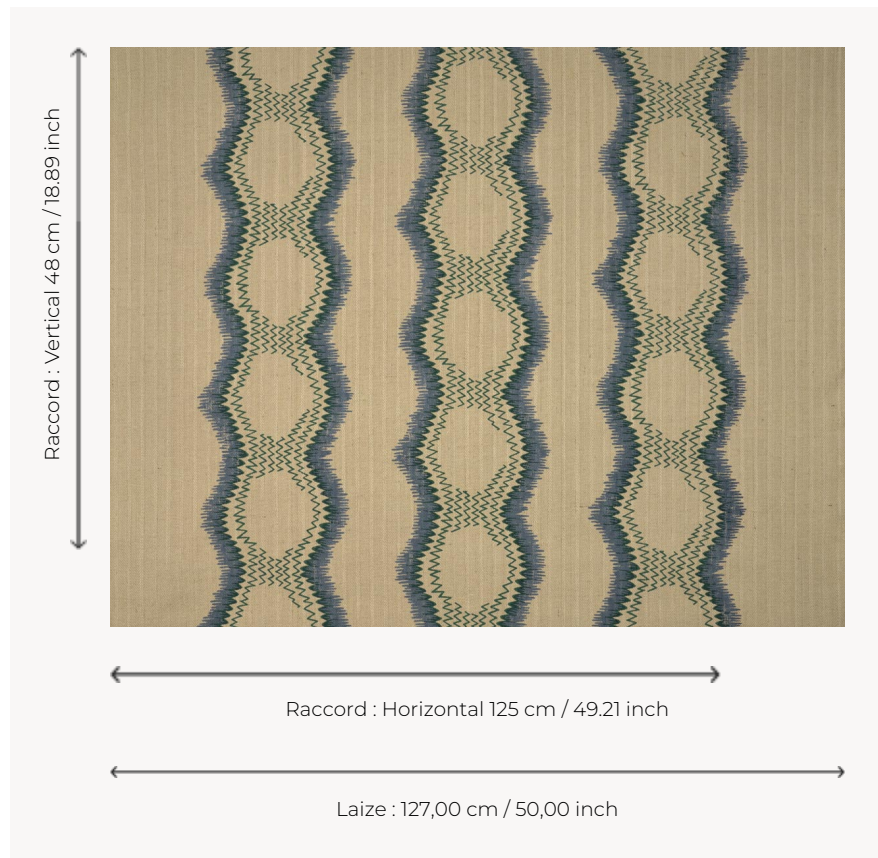 Raccord : Vertical 48 cm / 18.89 inch
Raccord : Horizontal 125 cm / 49.21 inch
Laize : 127,00 cm / 50,00 inch